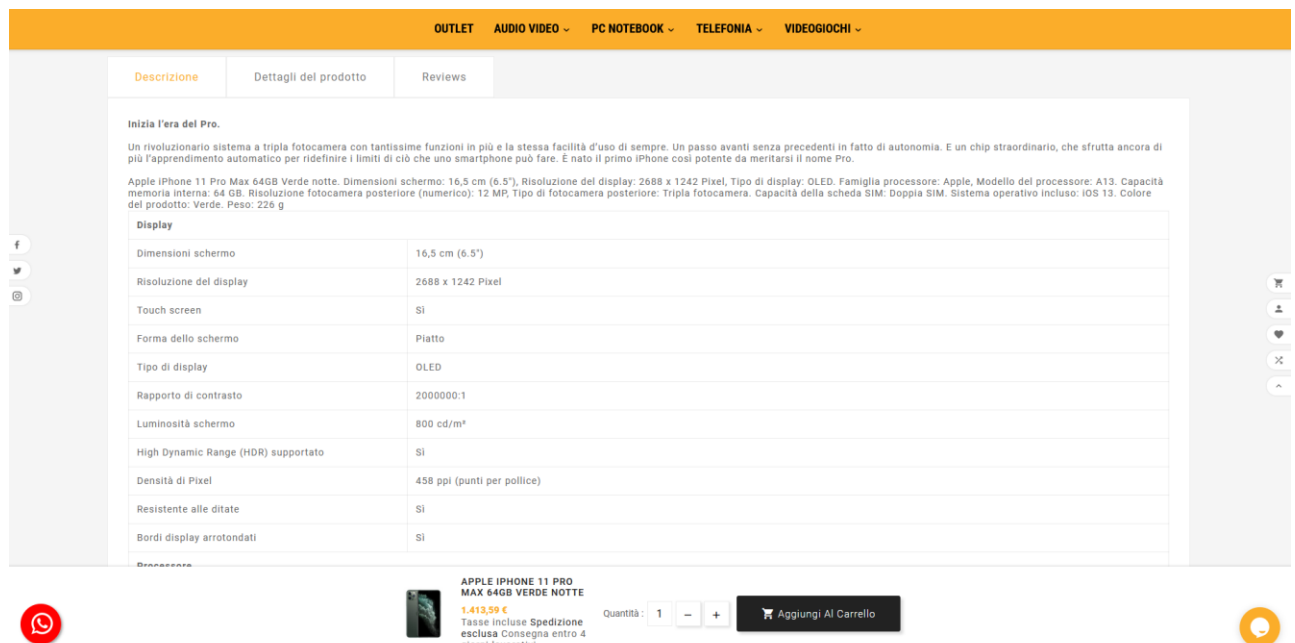 OUTLET AUDIO VIDEO PC NOTEBOOK TELEFONIA VIDEOGIOCHI
Descrizione Dettagli del prodotto Reviews
Inizia l'era del Pro.
Un rivoluzionario sistema a tripla fotocamera con tantissime funzioni in più e la stessa facilità d'uso di sempre. Un passo avanti senza precedenti in fatto di autonomia. E un chip straordinario, che sfrutta ancora di
più l'apprendimento automatico per ridefinire i limiti di ciò che uno smartphone può fare. È nato il primo iPhone così potente da meritarsi il nome Pro.
Apple iPhone 11 Pro Max 64GB Verde notte. Dimensioni schermo: 16,5 cm (6.5"), Risoluzione del display: 2688 x 1242 Pixel, Tipo di display: OLED. Famiglia processore: Apple, Modello del processore: A13. Capacità
memoria interna: 64 GB. Risoluzione fotocamera posteriore (numerico): 12 MP, Tipo di fotocamera posteriore: Tripla fotocamera. Capacità della scheda SIM: Doppia SIM. Sistema operativo incluso: iOS 13. Colore
del prodotto: Verde. Peso: 226 g
Display
Dimensioni schermo 16,5 cm (6.5")
Risoluzione del display 2688 x 1242 Pixel
Touch screen Sì
Forma dello schermo Piatto
Tipo di display OLED
Rapporto di contrasto 2000000:1
Luminosità schermo 800 cd/m²
High Dynamic Range (HDR) supportato Sì
Densità di Pixel 458 ppi (punti per pollice)
Resistente alle ditate Sì
Bordi display arrotondati Sì
Processore
APPLE IPHONE 11 PRO
MAX 64GB VERDE NOTTE
1.413,59 €
Tasse incluse Spedizione
esclusa Consegna entro 4
Quantità : 1 − +
Aggiungi Al Carrello